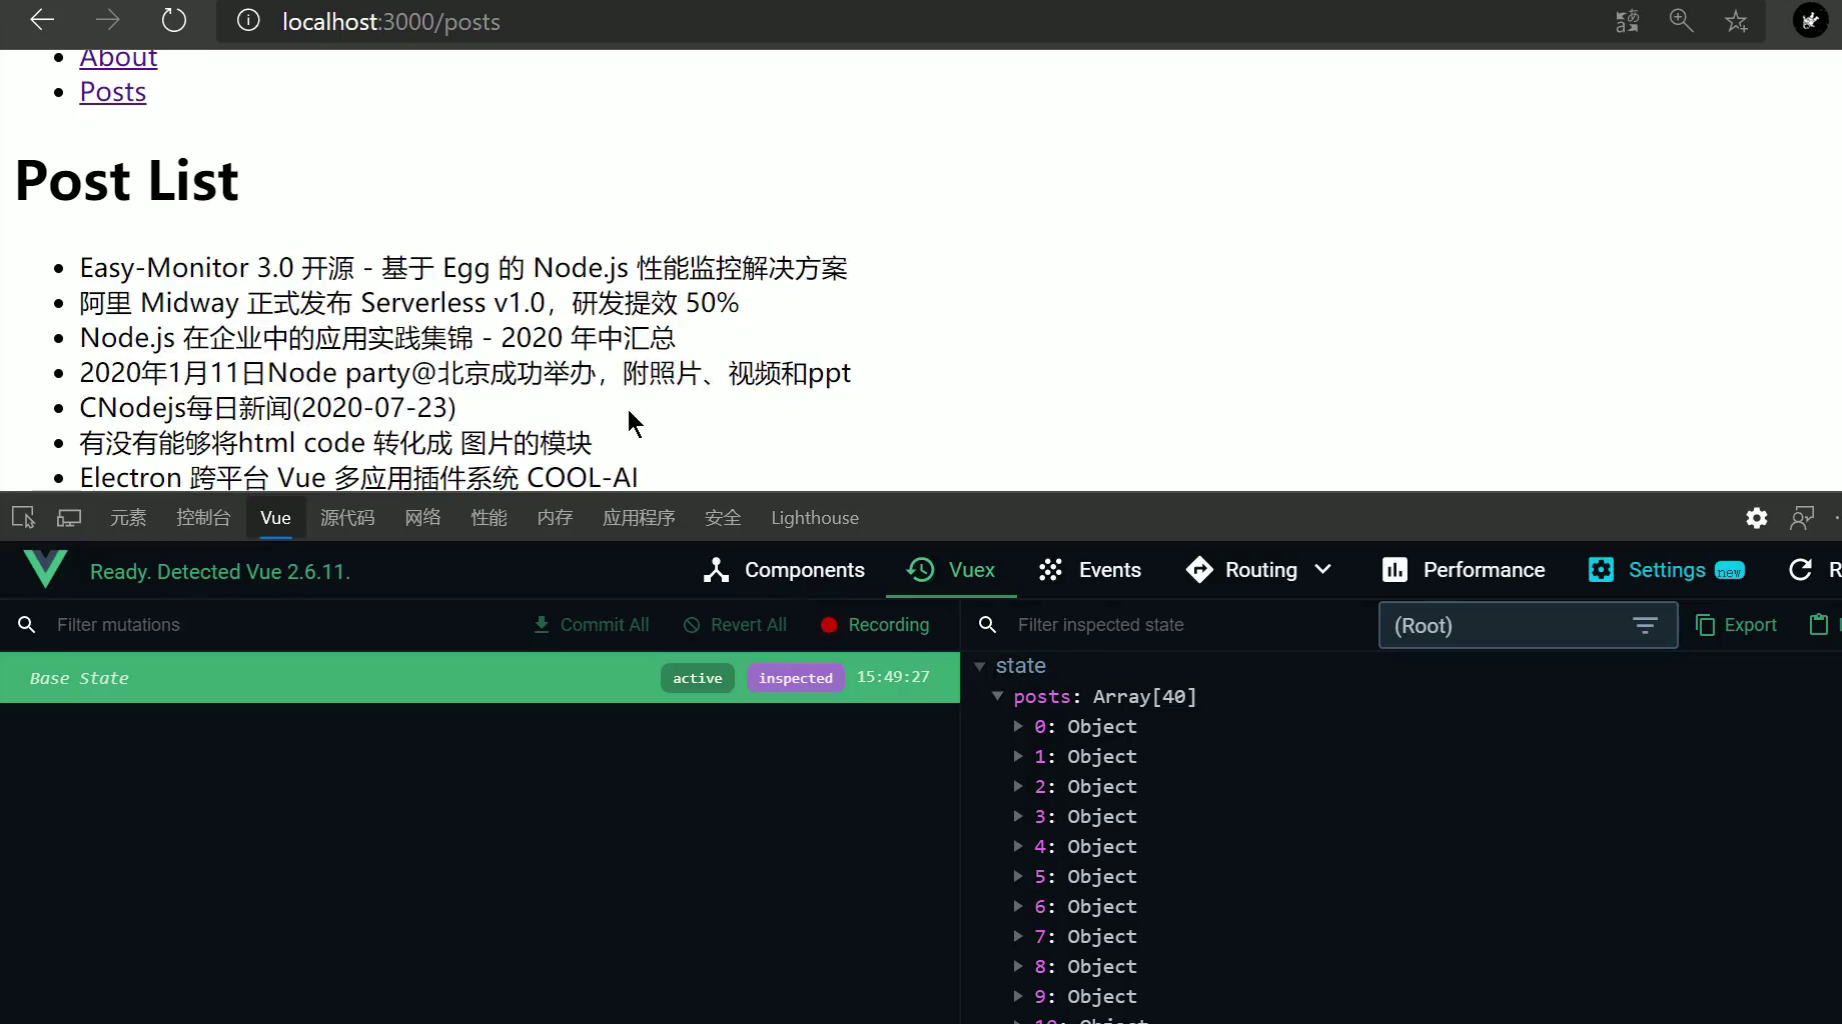 localhost:3000/posts
About
Posts
Post List
Easy-Monitor 3.0 开源 - 基于 Egg 的 Node.js 性能监控解决方案
阿里 Midway 正式发布 Serverless v1.0，研发提效 50%
Node.js 在企业中的应用实践集锦 - 2020 年中汇总
2020年1月11日Node party@北京成功举办，附照片、视频和ppt
CNodejs每日新闻(2020-07-23)
有没有能够将html code 转化成 图片的模块
Electron 跨平台 Vue 多应用插件系统 COOL-AI
元素 控制台 Vue 源代码 网络 性能 内存 应用程序 安全 Lighthouse
Ready. Detected Vue 2.6.11. Components Vuex Events Routing Performance Settings new R
Filter mutations Commit All Revert All Recording Filter inspected state (Root) Export
Base State active inspected 15:49:27
state
posts: Array[40]
0: Object
1: Object
2: Object
3: Object
4: Object
5: Object
6: Object
7: Object
8: Object
9: Object
10: Object